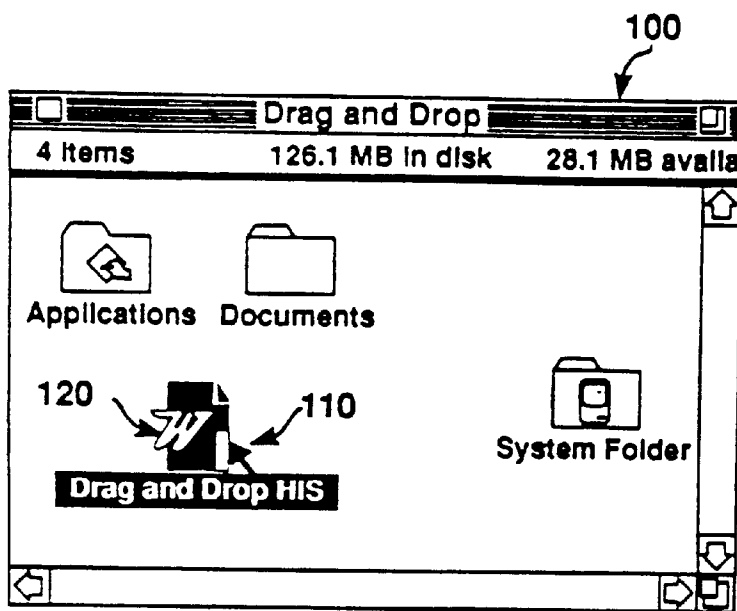 100
Drag and Drop
4 items 126.1 MB in disk 28.1 MB availa
Applications Documents
120 110
System Folder
Drag and Drop HIS